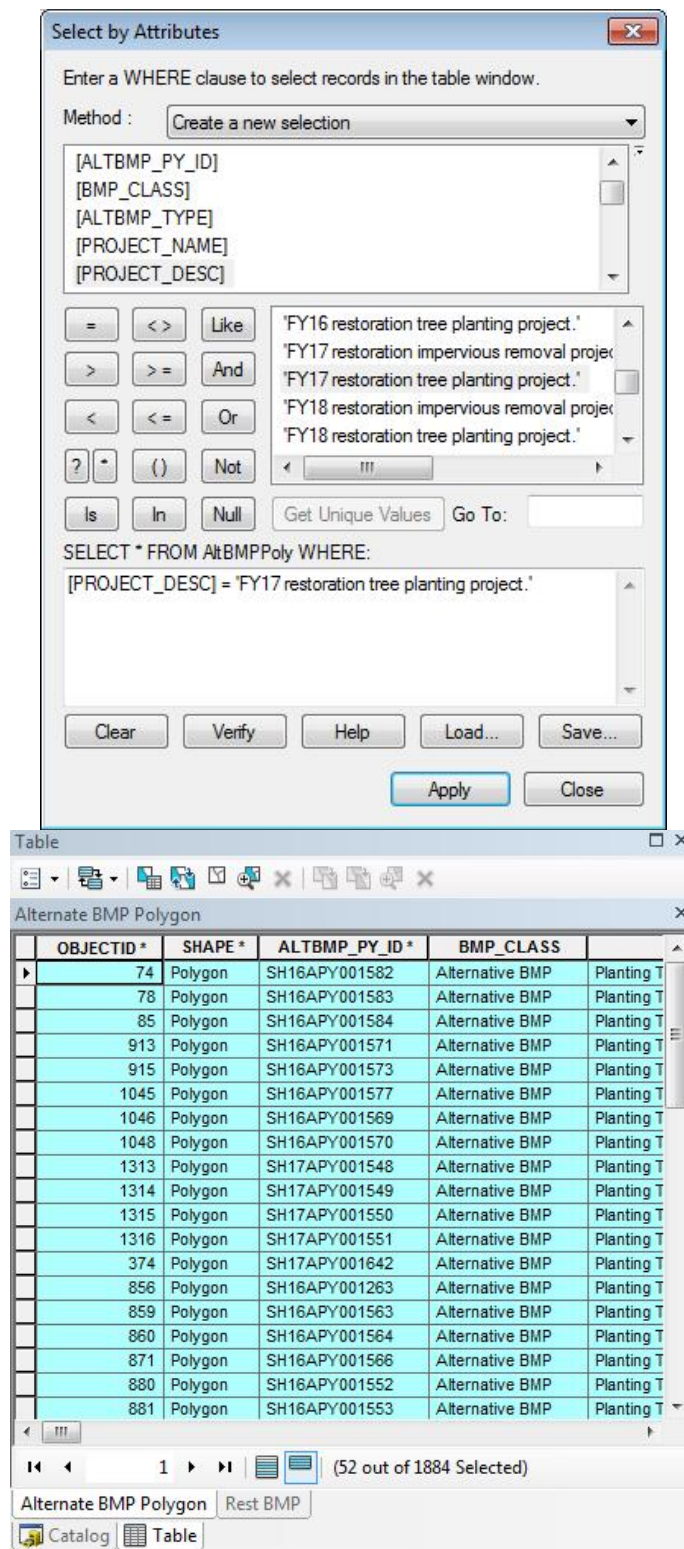 Select by Attributes
Enter a WHERE clause to select records in the table window.
Method : Create a new selection
[ALTBMP_PY_ID]
[BMP_CLASS]
[ALTBMP_TYPE]
[PROJECT_NAME]
[PROJECT_DESC]
= <> Like
> >= And
< <= Or
? * () Not
Is In Null
'FY16 restoration tree planting project.'
'FY17 restoration impervious removal projec
'FY17 restoration tree planting project.'
'FY18 restoration impervious removal projec
'FY18 restoration tree planting project.'
Get Unique Values Go To:
SELECT * FROM AltBMPPoly WHERE:
[PROJECT_DESC] = 'FY17 restoration tree planting project.'
Clear Verify Help Load... Save...
Apply Close
Table
Alternate BMP Polygon
OBJECTID * SHAPE * ALTBMP_PY_ID * BMP_CLASS
74 Polygon SH16APY001582 Alternative BMP Planting T
78 Polygon SH16APY001583 Alternative BMP Planting T
85 Polygon SH16APY001584 Alternative BMP Planting T
913 Polygon SH16APY001571 Alternative BMP Planting T
915 Polygon SH16APY001573 Alternative BMP Planting T
1045 Polygon SH16APY001577 Alternative BMP Planting T
1046 Polygon SH16APY001569 Alternative BMP Planting T
1048 Polygon SH16APY001570 Alternative BMP Planting T
1313 Polygon SH17APY001548 Alternative BMP Planting T
1314 Polygon SH17APY001549 Alternative BMP Planting T
1315 Polygon SH17APY001550 Alternative BMP Planting T
1316 Polygon SH17APY001551 Alternative BMP Planting T
374 Polygon SH17APY001642 Alternative BMP Planting T
856 Polygon SH16APY001263 Alternative BMP Planting T
859 Polygon SH16APY001563 Alternative BMP Planting T
860 Polygon SH16APY001564 Alternative BMP Planting T
871 Polygon SH16APY001566 Alternative BMP Planting T
880 Polygon SH16APY001552 Alternative BMP Planting T
881 Polygon SH16APY001553 Alternative BMP Planting T
1 (52 out of 1884 Selected)
Alternate BMP Polygon Rest BMP
Catalog Table